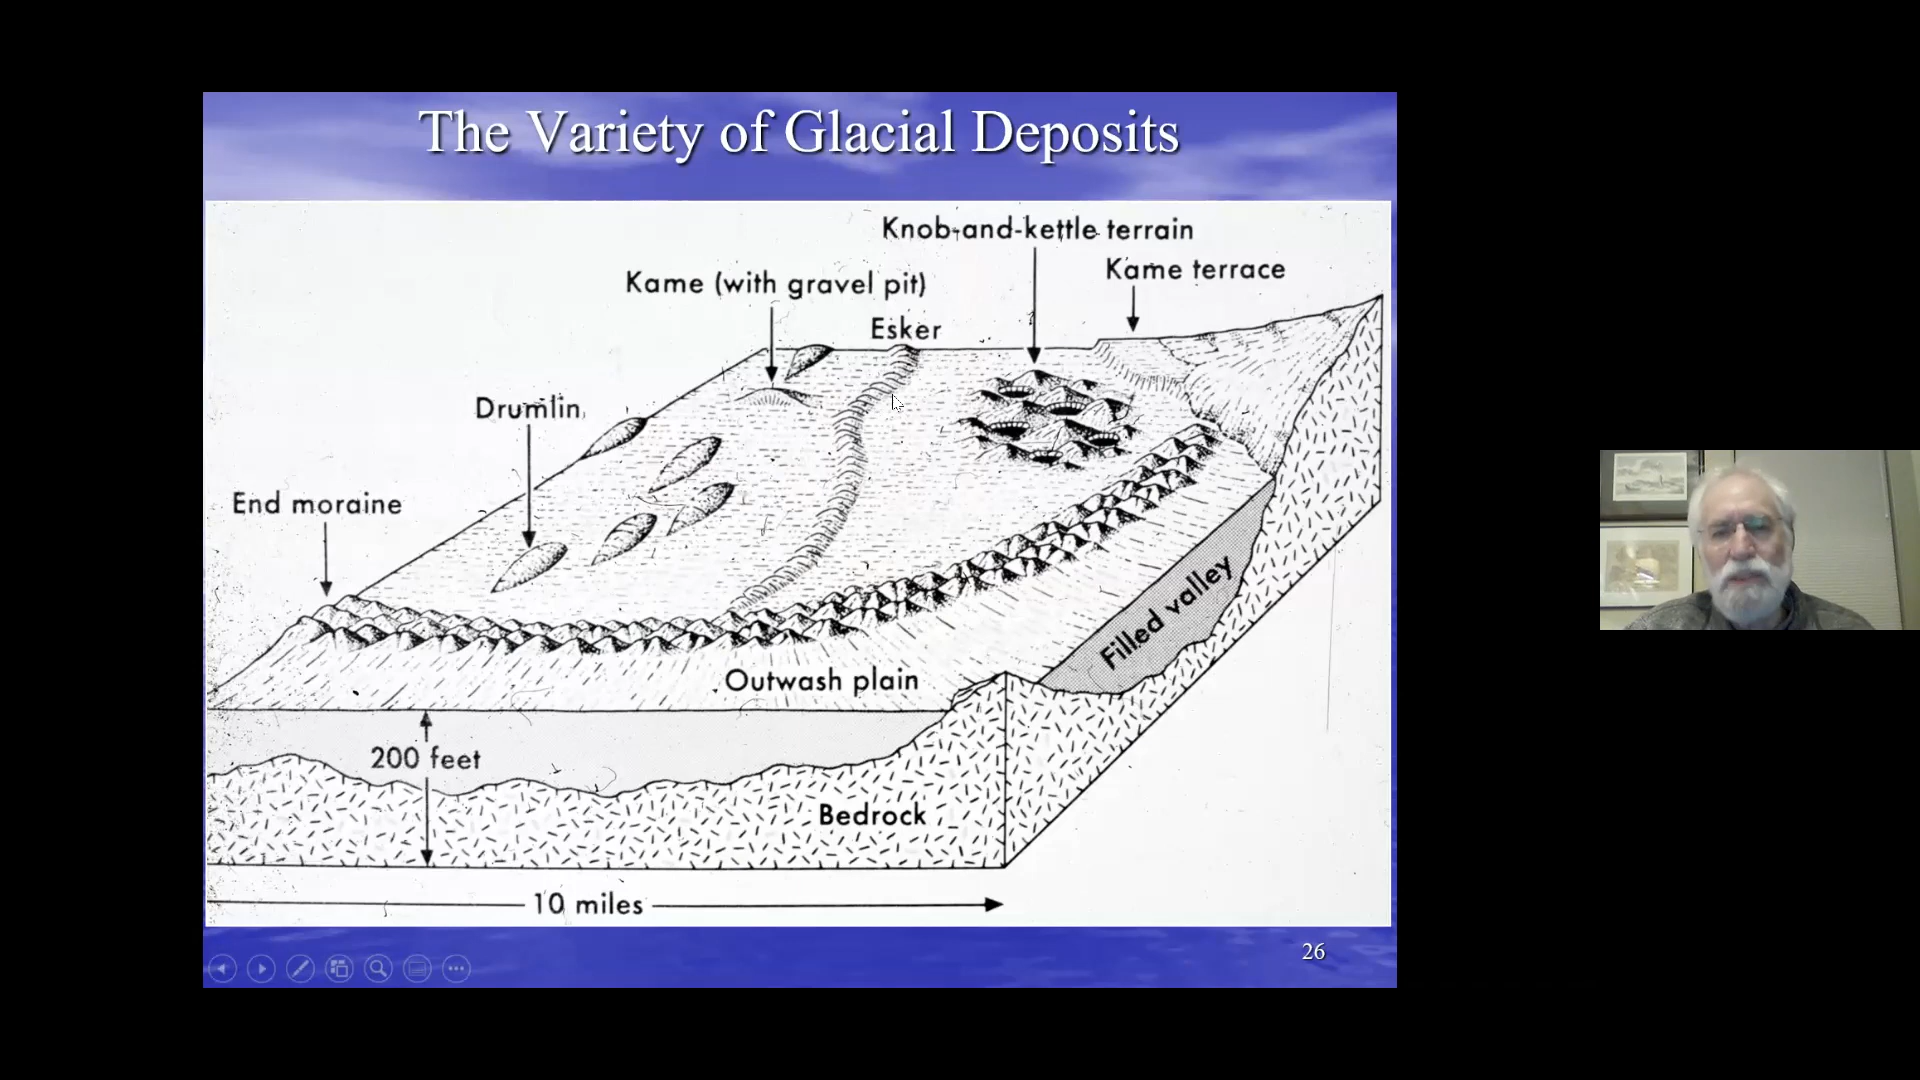 The Variety of Glacial Deposits
Knob-and-kettle terrain
Kame terrace
Kame (with gravel pit)
Esker
Drumlin
End moraine
Filled valley
Outwash plain
200 feet
Bedrock
10 miles
26